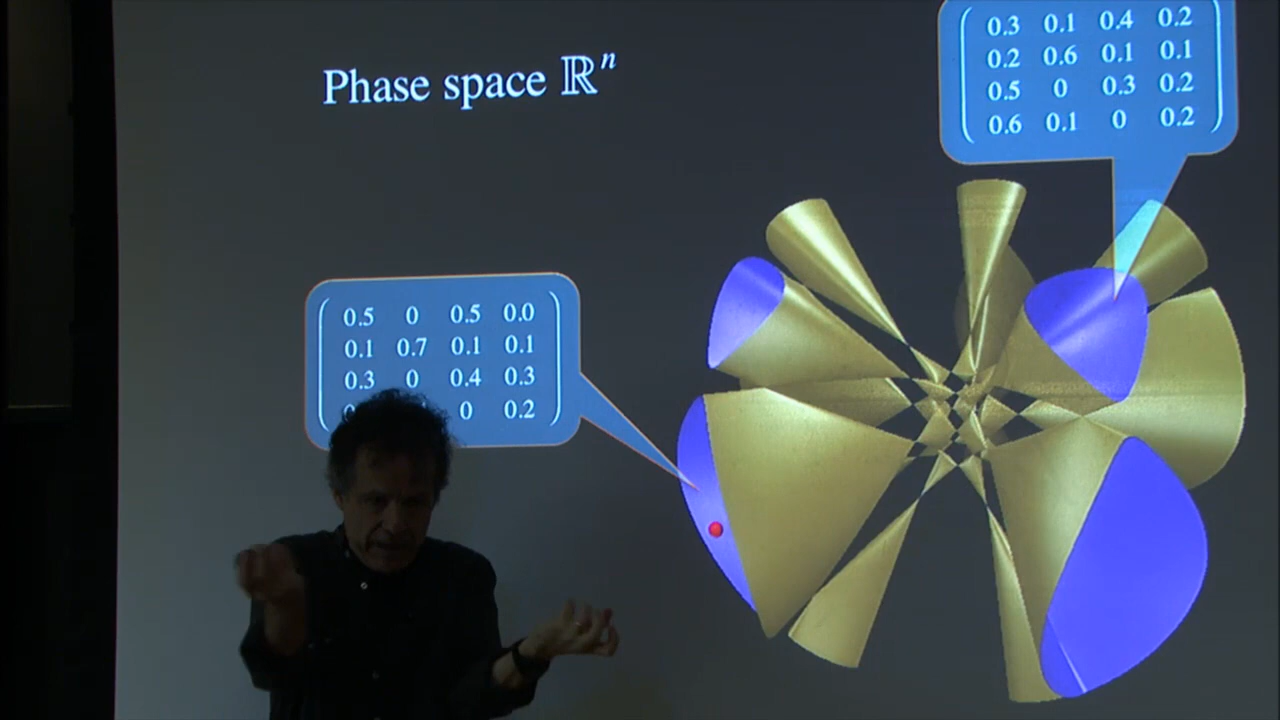 0.3 0.1 0.4 0.2
Phase space ℝⁿ
0.2 0.6 0.1 0.1
0.5 0 0.3 0.2
0.6 0.1 0 0.2
0.5 0 0.5 0.0
0.1 0.7 0.1 0.1
0.3 0 0.4 0.3
0 0.2